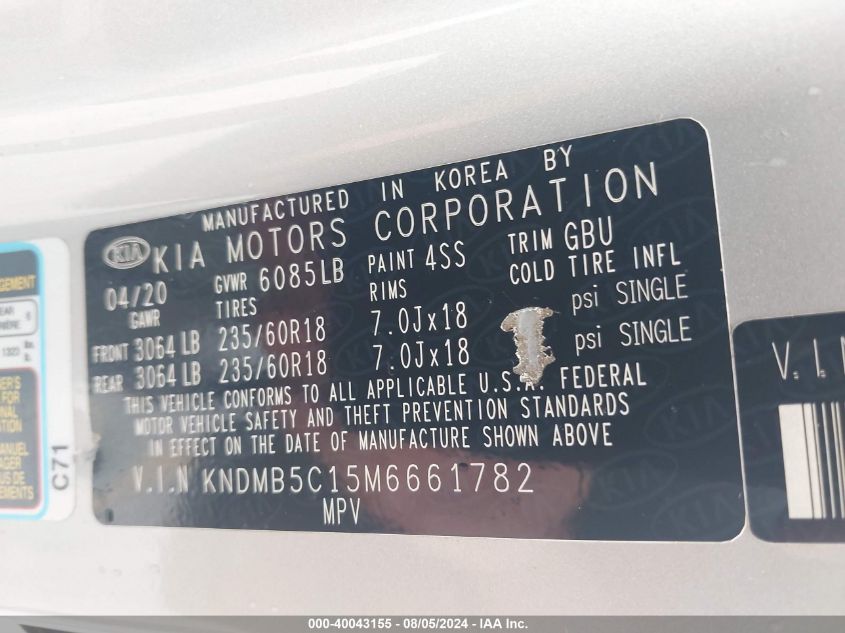 MANUFACTURED IN KOREA BY
KIA KIA MOTORS CORPORATION
04/20 GVWR 6085LB PAINT 4SS TRIM GBU
GAWR TIRES RIMS COLD TIRE INFL
FRONT 3064 LB 235/60R18 7.0Jx18 psi SINGLE
REAR 3064 LB 235/60R18 7.0Jx18 psi SINGLE
THIS VEHICLE CONFORMS TO ALL APPLICABLE U.S.A. FEDERAL
MOTOR VEHICLE SAFETY AND THEFT PREVENTION STANDARDS
IN EFFECT ON THE DATE OF MANUFACTURE SHOWN ABOVE
V.I.N KNDMB5C15M6661782
MPV
C71
V.I.N
000-40043155 - 08/05/2024 - IAA Inc.